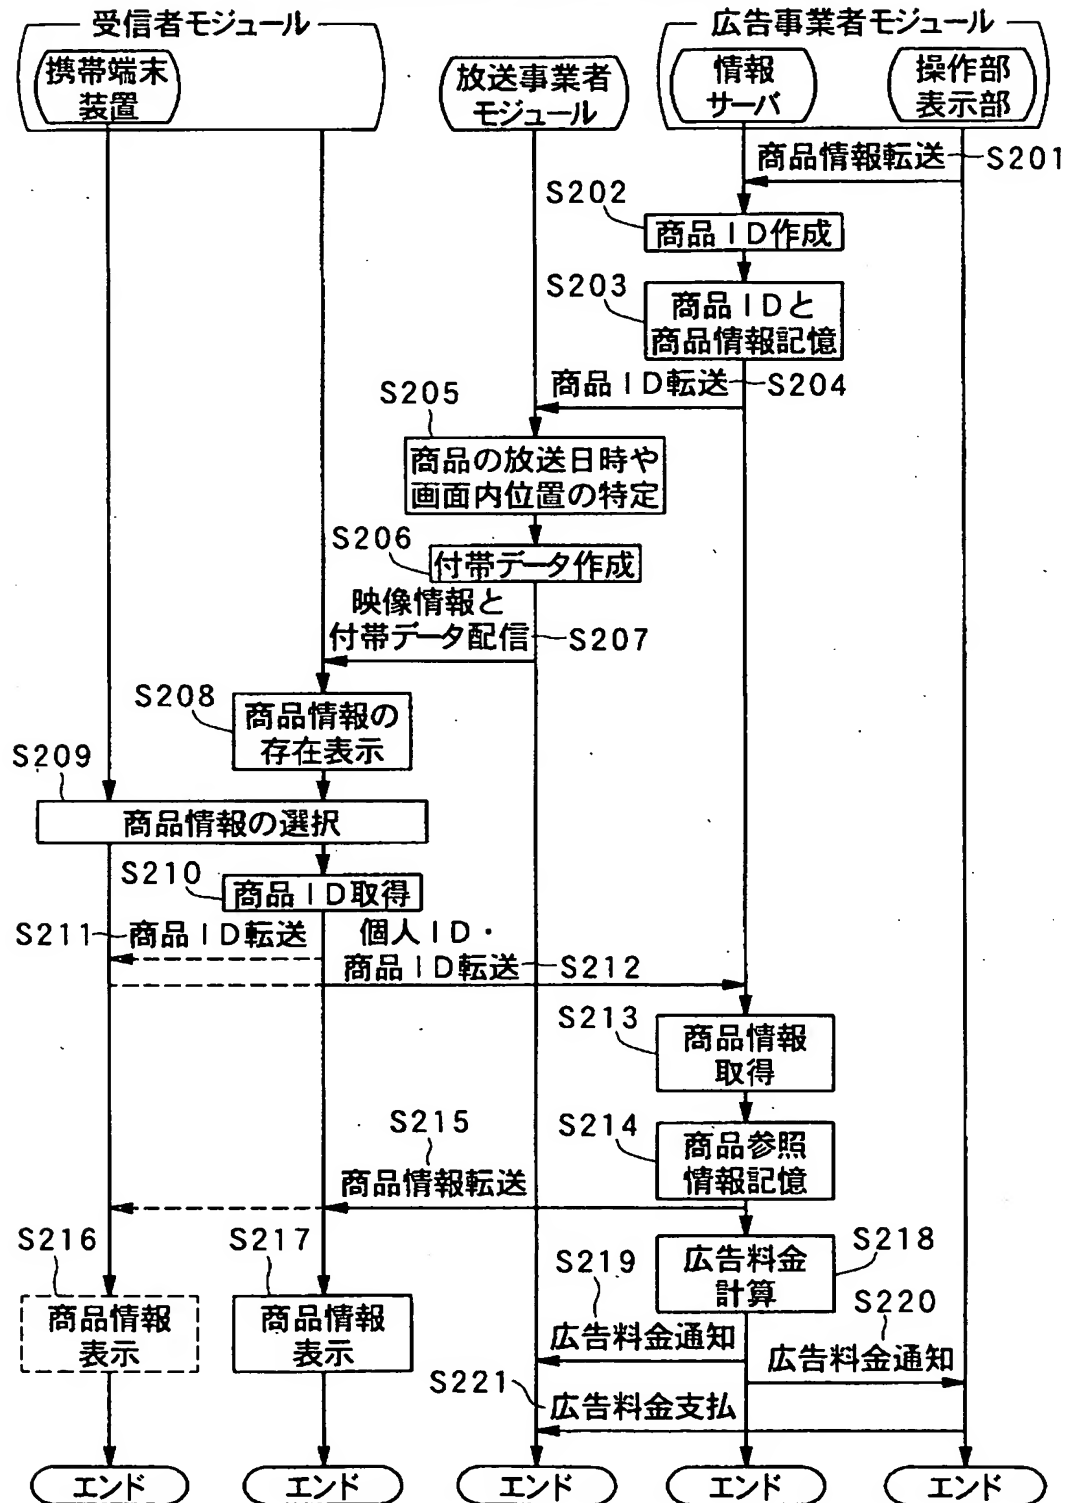 受信者モジュール
広告事業者モジュール
携帯端末
装置
放送事業者
モジュール
情報
サーバ
操作部
表示部
商品情報転送 S201
S202
商品ID作成
S203
商品IDと
商品情報記憶
商品ID転送 S204
S205
商品の放送日時や
画面内位置の特定
S206
付帯データ作成
映像情報と
付帯データ配信 S207
S208
商品情報の
存在表示
S209
商品情報の選択
S210
商品ID取得
S211 商品ID転送
個人ID・
商品ID転送 S212
S213
商品情報
取得
S214
商品参照
情報記憶
S215
商品情報転送
S216
商品情報
表示
S217
商品情報
表示
S218
広告料金
計算
S219
広告料金通知
S220
広告料金通知
S221
広告料金支払
エンド
エンド
エンド
エンド
エンド